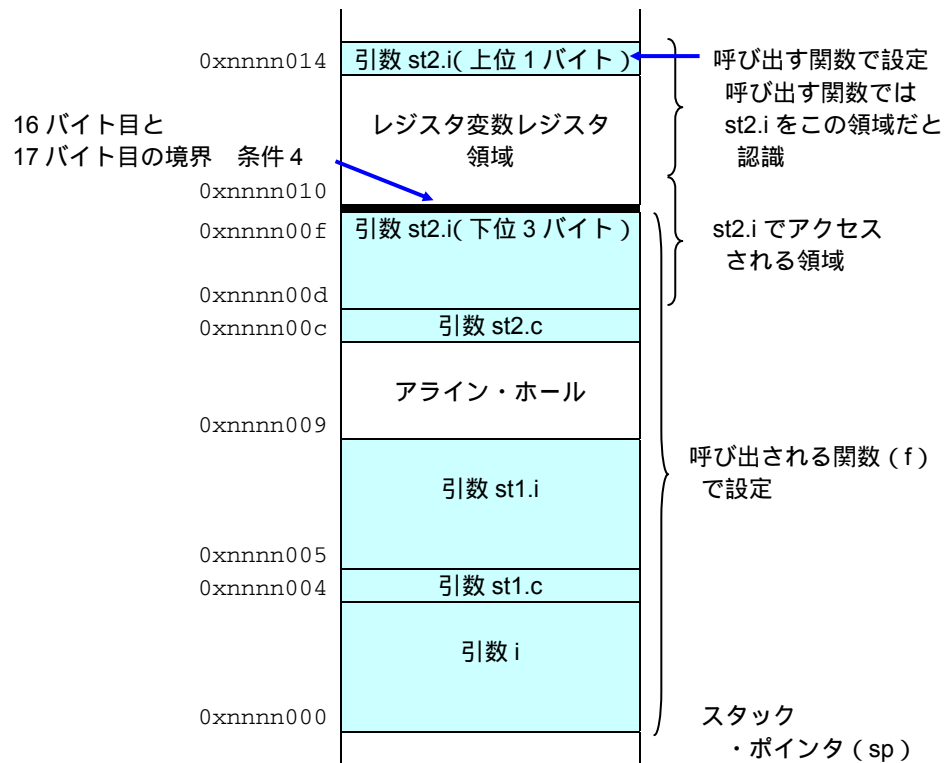 0xnnnn014
引数 st2.i( 上位 1 バイト )
呼び出す関数で設定
呼び出す関数では
st2.i をこの領域だと
認識
16 バイト目と
17 バイト目の境界　条件 4
レジスタ変数レジスタ
領域
0xnnnn010
0xnnnn00f
引数 st2.i( 下位 3 バイト )
st2.i でアクセス
される領域
0xnnnn00d
0xnnnn00c
引数 st2.c
アライン・ホール
0xnnnn009
呼び出される関数 ( f )
で設定
引数 st1.i
0xnnnn005
0xnnnn004
引数 st1.c
引数 i
0xnnnn000
スタック
・ポインタ ( sp )